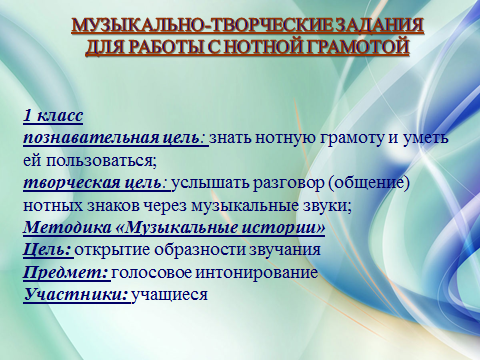 МУЗЫКАЛЬНО-ТВОРЧЕСКИЕ ЗАДАНИЯ
ДЛЯ РАБОТЫ С НОТНОЙ ГРАМОТОЙ
1 класс
познавательная цель: знать нотную грамоту и уметь
ей пользоваться;
творческая цель: услышать разговор (общение)
нотных знаков через музыкальные звуки;
Методика «Музыкальные истории»
Цель: открытие образности звучания
Предмет: голосовое интонирование
Участники: учащиеся